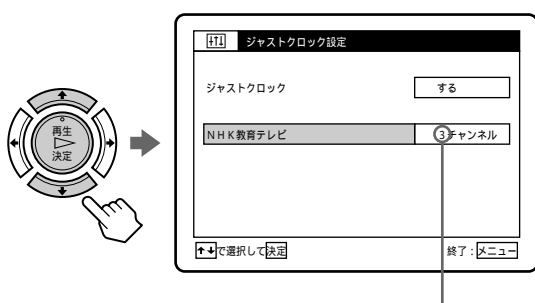 ジャストクロック設定
ジャストクロック する
再生
決定
NHK教育テレビ 3チャンネル
↑↓で選択して決定 終了:メニュー